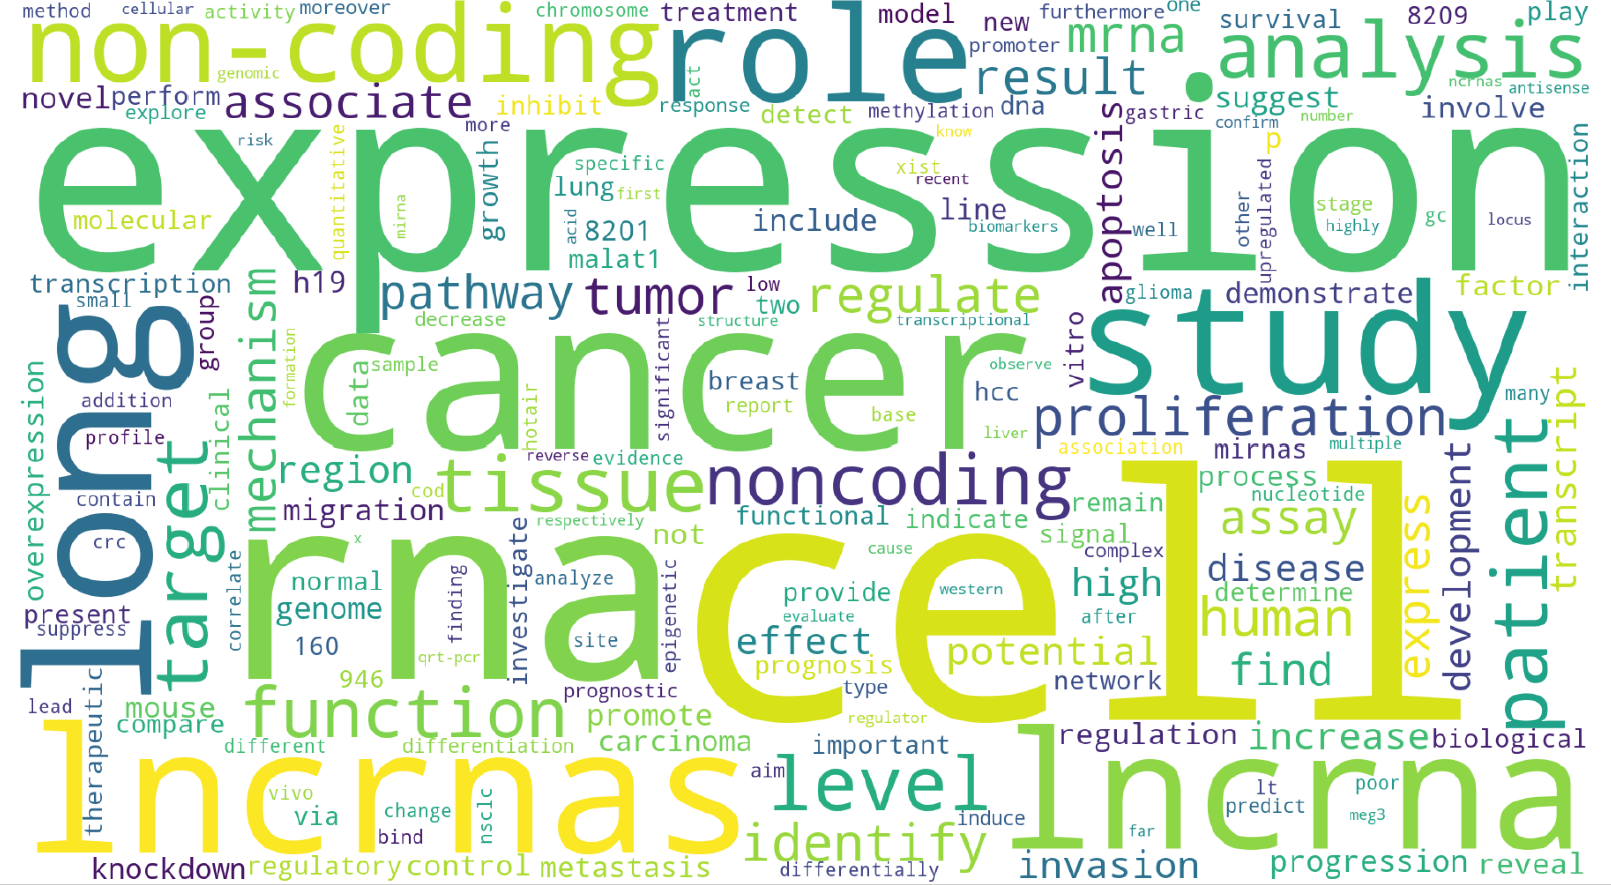 method
cellular
activity
moreover
chromosome
treatment
model
new
furthermore
one
survival
8209
play
non-coding
role
promoter
mrna
analysis
genomic
act
result
ncrnas
antisense
novel
perform
associate
inhibit
response
methylation
dna
suggest
involve
explore
detect
gastric
confirm
number
expression
more
know
p
risk
quantitative
growth
specific
lung
first
xist
recent
apoptosis
interaction
molecular
mirna
acid
8201
include
line
biomarkers
well
other
upregulated
stage
highly
gc
locus
malat1
transcription
small
h19
pathway
tumor
low
two
regulate
glioma
demonstrate
factor
long
group
mechanism
decrease
structure
transcriptional
study
formation
data
sample
significant
cancer
breast
observe
hcc
vitro
many
transcript
overexpression
addition
clinical
hotair
report
base
liver
proliferation
profile
target
reverse
evidence
association
mirnas
multiple
patient
region
tissue
noncoding
process
development
contain
cod
migration
respectively
functional
indicate
remain
nucleotide
assay
express
crc
x
not
cause
signal
complex
rna
cell
correlate
normal
finding
investigate
analyze
epigenetic
provide
western
high
disease
determine
present
suppress
genome
evaluate
after
human
160
site
effect
qrt-pcr
prognosis
potential
find
946
lead
therapeutic
mouse
prognostic
type
network
compare
function
promote
regulator
different
differentiation
carcinoma
important
regulation
increase
biological
lncrnas
aim
level
lncrna
vivo
via
change
nsclc
lt
predict
poor
meg3
bind
identify
induce
far
knockdown
regulatory
control
metastasis
differentially
invasion
progression
reveal